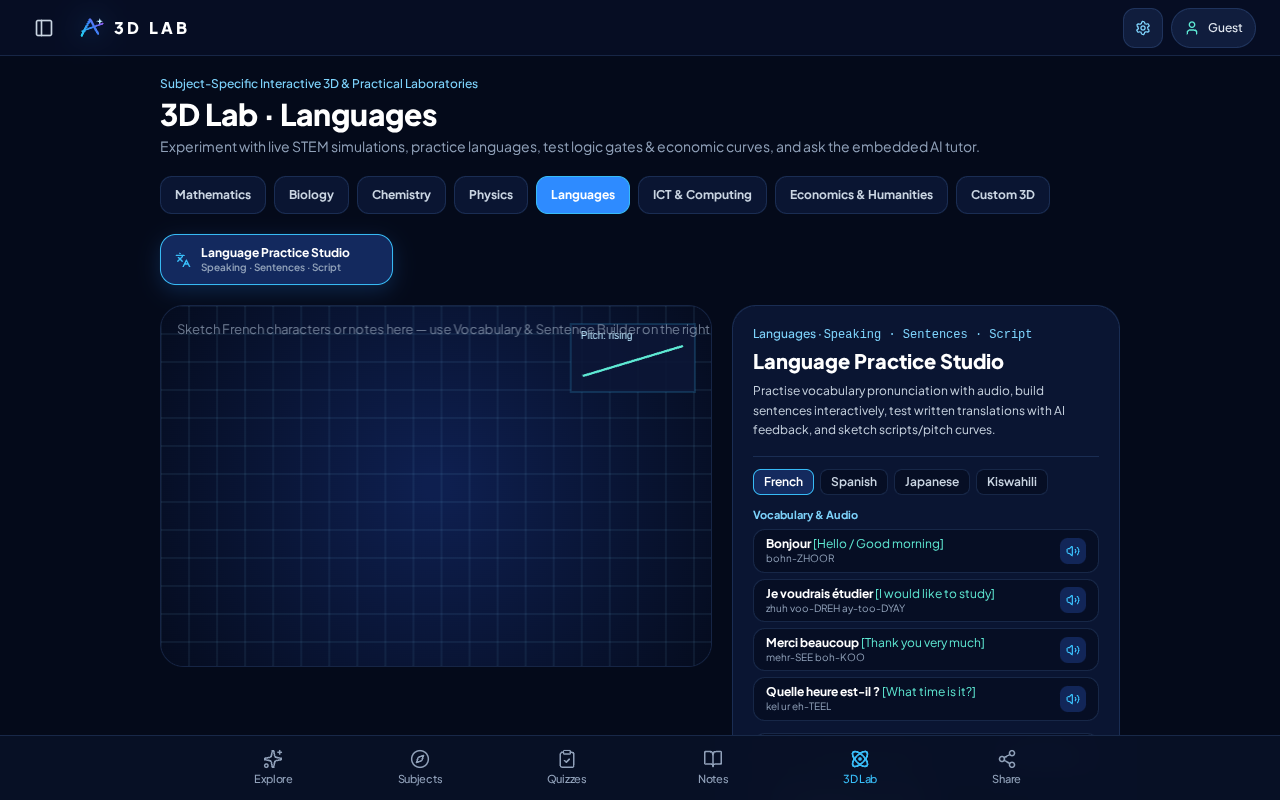 3D LAB
Guest
Subject-Specific Interactive 3D & Practical Laboratories
3D Lab · Languages
Experiment with live STEM simulations, practice languages, test logic gates & economic curves, and ask the embedded AI tutor.
Mathematics
Biology
Chemistry
Physics
Languages
ICT & Computing
Economics & Humanities
Custom 3D
Language Practice Studio
Speaking · Sentences · Script
Sketch French characters or notes here — use Vocabulary & Sentence Builder on the right
Pitch: rising
Languages · Speaking · Sentences · Script
Language Practice Studio
Practise vocabulary pronunciation with audio, build
sentences interactively, test written translations with AI
feedback, and sketch scripts/pitch curves.
French
Spanish
Japanese
Kiswahili
Vocabulary & Audio
Bonjour [Hello / Good morning]
bohn-ZHOOR
Je voudrais étudier [I would like to study]
zhuh voo-DREH ay-too-DYAY
Merci beaucoup [Thank you very much]
mehr-SEE boh-KOO
Quelle heure est-il ? [What time is it?]
kel ur eh-TEEL
Explore
Subjects
Quizzes
Notes
3D Lab
Share